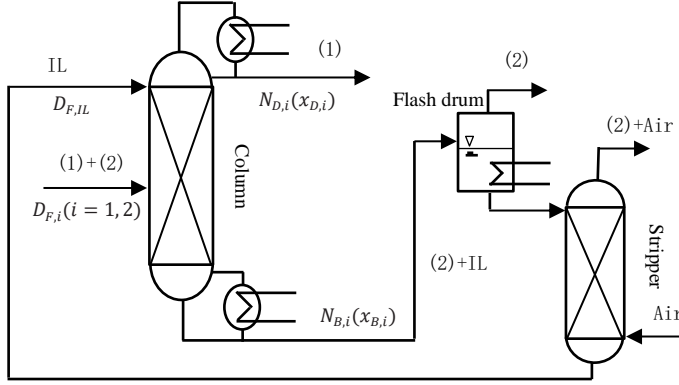 IL
D_{F,IL}
(1)+(2)
D_{F,i}(i = 1, 2)
(1)
N_{D,i}(x_{D,i})
Column
N_{B,i}(x_{B,i})
(2)
Flash drum
(2)+IL
(2)+Air
Stripper
Air